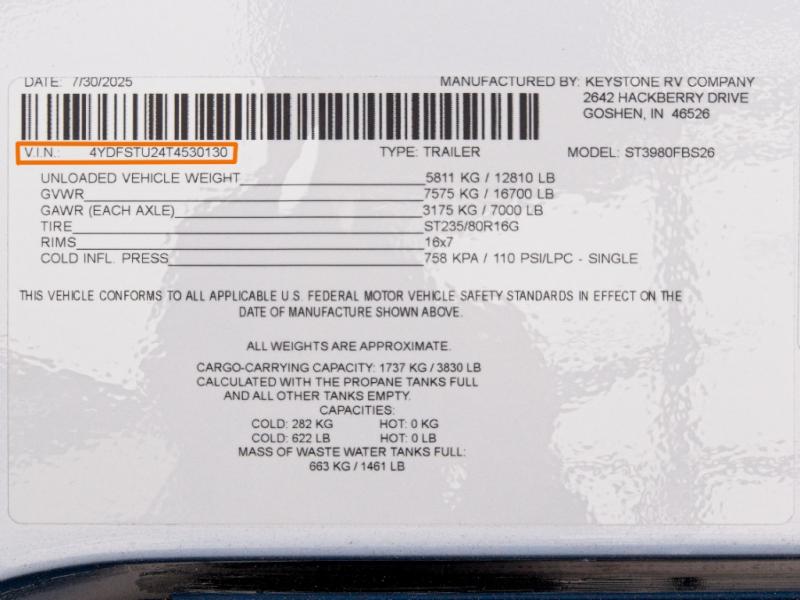 DATE: 7/30/2025 MANUFACTURED BY: KEYSTONE RV COMPANY
2642 HACKBERRY DRIVE
GOSHEN, IN 46526
V.I.N.: 4YDFSTU24T4530130 TYPE: TRAILER MODEL: ST3980FBS26
UNLOADED VEHICLE WEIGHT 5811 KG / 12810 LB
GVWR 7575 KG / 16700 LB
GAWR (EACH AXLE) 3175 KG / 7000 LB
TIRE ST235/80R16G
RIMS 16x7
COLD INFL. PRESS 758 KPA / 110 PSI/LPC - SINGLE
THIS VEHICLE CONFORMS TO ALL APPLICABLE U.S. FEDERAL MOTOR VEHICLE SAFETY STANDARDS IN EFFECT ON THE
DATE OF MANUFACTURE SHOWN ABOVE.
ALL WEIGHTS ARE APPROXIMATE.
CARGO-CARRYING CAPACITY: 1737 KG / 3830 LB
CALCULATED WITH THE PROPANE TANKS FULL
AND ALL OTHER TANKS EMPTY.
CAPACITIES:
COLD: 282 KG HOT: 0 KG
COLD: 622 LB HOT: 0 LB
MASS OF WASTE WATER TANKS FULL:
663 KG / 1461 LB